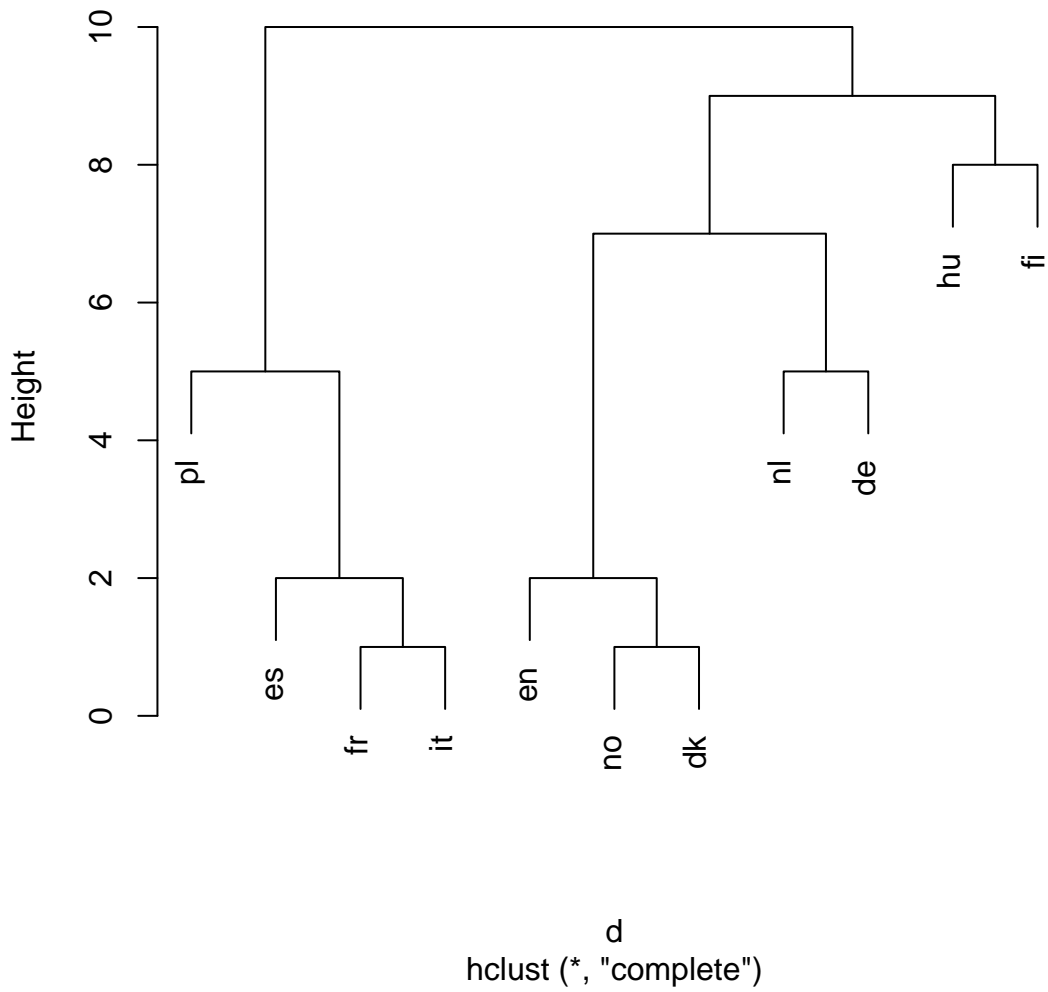 10
8
6
4
2
0
Height
pl
es
fr
it
en
no
dk
nl
de
hu
fi
d
hclust (*, "complete")